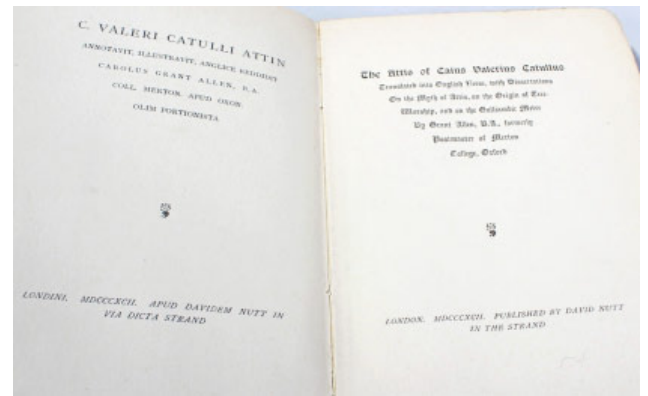 C. VALERI CATULLI ATTIN
ANNOTAVIT, ILLUSTRAVIT, ANGLICE REDDIDIT
CAROLUS GRANT ALLEN, B.A.
COLL. MERTON. APUD OXON.
OLIM PORTIONISTA
LONDINI. MDCCCXCII. APUD DAVIDEM NUTT IN
VIA DICTA STRAND
The Attis of Caius Valerius Catullus
Translated into English Verse, with Dissertations
On the Myth of Attis, on the Origin of Tree-
Worship, and on the Galliambic Metre
By Grant Allen, B.A., formerly
Postmaster of Merton
College, Oxford
LONDON. MDCCCXCII. PUBLISHED BY DAVID NUTT
IN THE STRAND